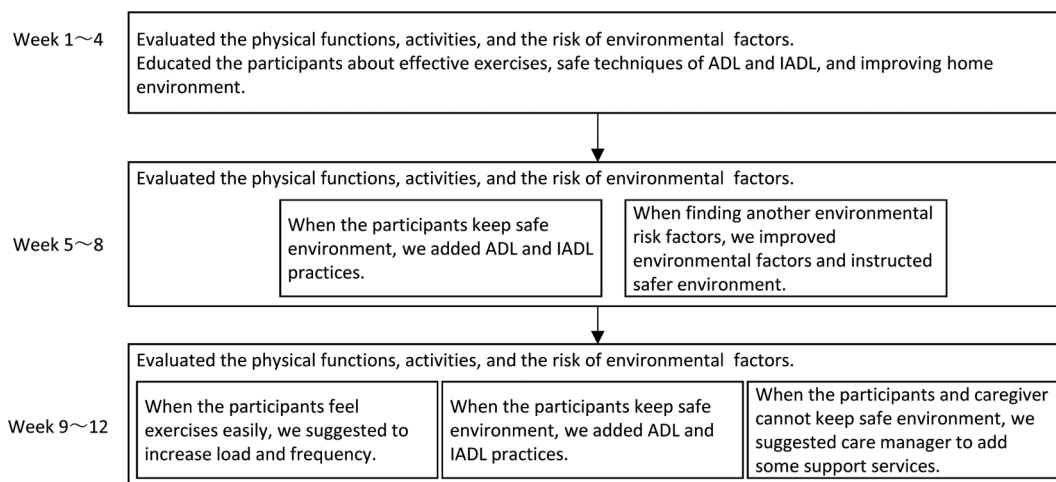 Week 1～4
Evaluated the physical functions, activities, and the risk of environmental factors.
Educated the participants about effective exercises, safe techniques of ADL and IADL, and improving home
environment.
Week 5～8
Evaluated the physical functions, activities, and the risk of environmental factors.
When the participants keep safe
environment, we added ADL and IADL
practices.
When finding another environmental
risk factors, we improved
environmental factors and instructed
safer environment.
Week 9～12
Evaluated the physical functions, activities, and the risk of environmental factors.
When the participants feel
exercises easily, we suggested to
increase load and frequency.
When the participants keep safe
environment, we added ADL and
IADL practices.
When the participants and caregiver
cannot keep safe environment, we
suggested care manager to add
some support services.